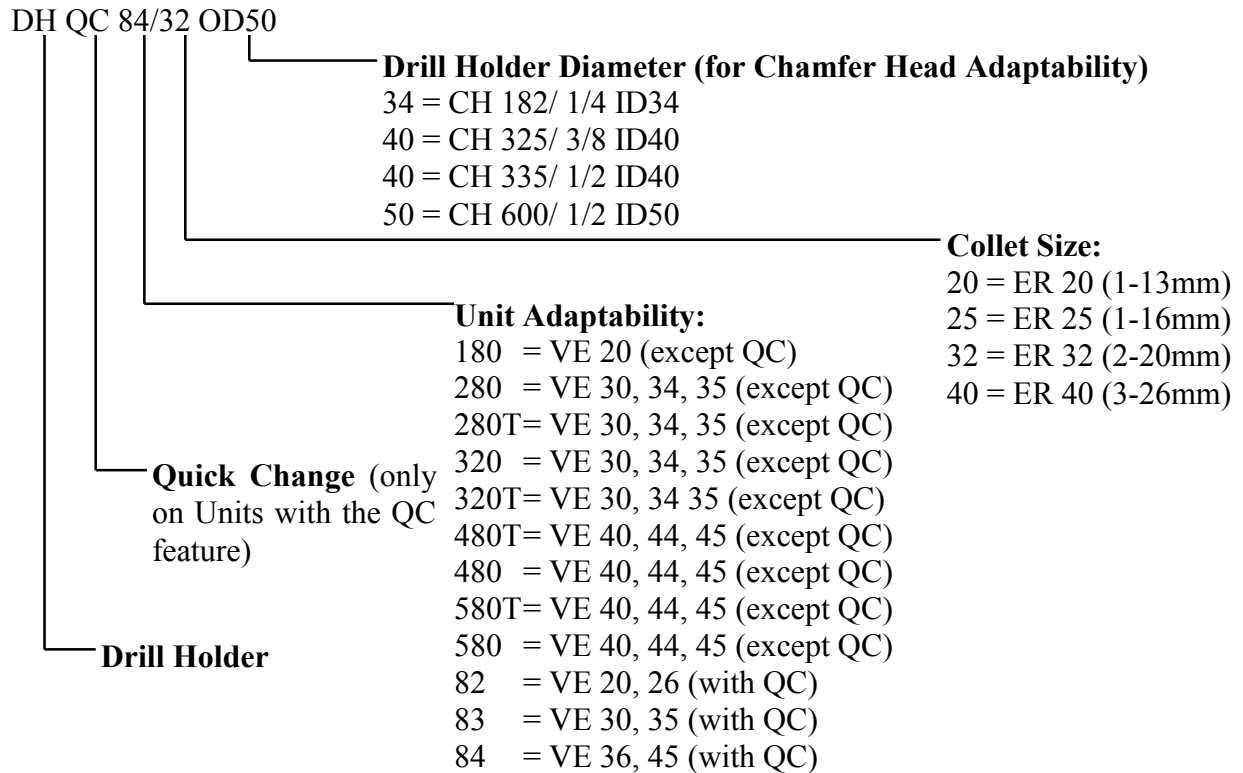 DH QC 84/32 OD50
Drill Holder Diameter (for Chamfer Head Adaptability)
34 = CH 182/ 1/4 ID34
40 = CH 325/ 3/8 ID40
40 = CH 335/ 1/2 ID40
50 = CH 600/ 1/2 ID50
Collet Size:
20 = ER 20 (1-13mm)
25 = ER 25 (1-16mm)
32 = ER 32 (2-20mm)
40 = ER 40 (3-26mm)
Unit Adaptability:
180 = VE 20 (except QC)
280 = VE 30, 34, 35 (except QC)
280T= VE 30, 34, 35 (except QC)
320 = VE 30, 34, 35 (except QC)
320T= VE 30, 34 35 (except QC)
480T= VE 40, 44, 45 (except QC)
480 = VE 40, 44, 45 (except QC)
580T= VE 40, 44, 45 (except QC)
580 = VE 40, 44, 45 (except QC)
82 = VE 20, 26 (with QC)
83 = VE 30, 35 (with QC)
84 = VE 36, 45 (with QC)
Quick Change (only
on Units with the QC
feature)
Drill Holder